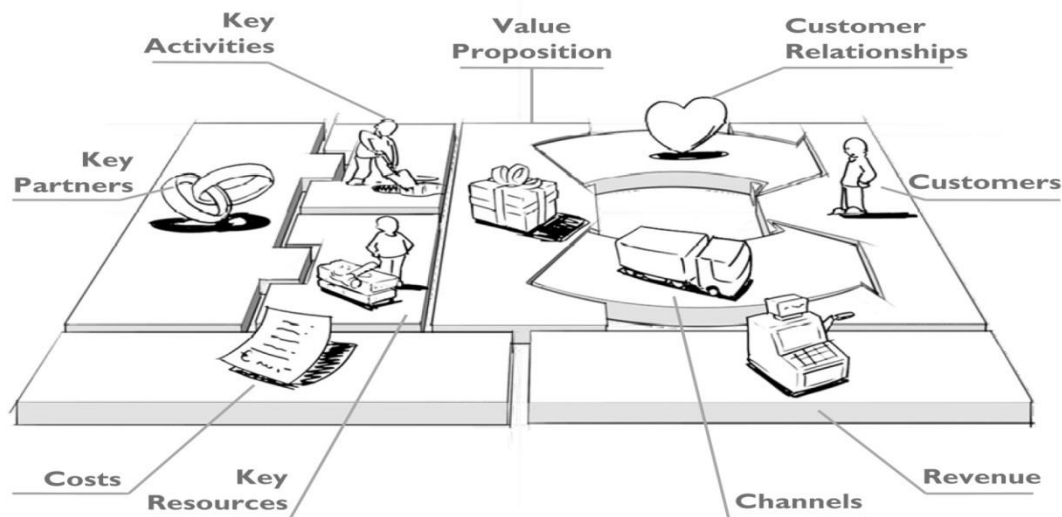 Key
Activities
Value
Proposition
Customer
Relationships
Key
Partners
Customers
Costs
Key
Resources
Channels
Revenue